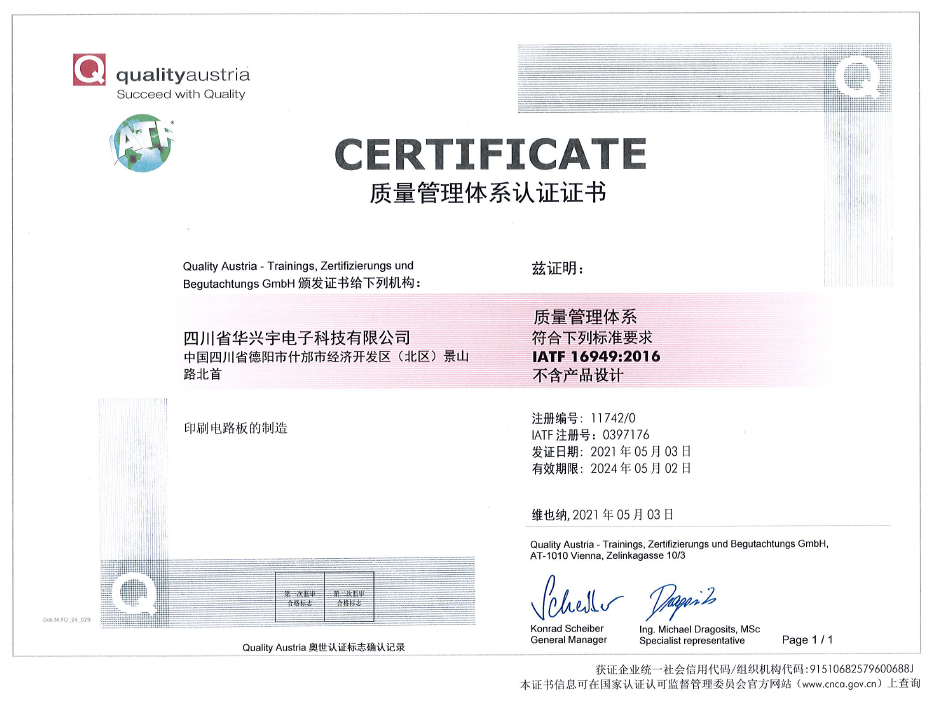 qualityaustria
Succeed with Quality
IATF
CERTIFICATE
质量管理体系认证证书
Quality Austria - Trainings, Zertifizierungs und
Begutachtungs GmbH 颁发证书给下列机构：
四川省华兴宇电子科技有限公司
中国四川省德阳市什邡市经济开发区（北区）景山
路北首
印刷电路板的制造
兹证明：
质量管理体系
符合下列标准要求
IATF 16949:2016
不含产品设计
注册编号：11742/0
IATF 注册号：0397176
发证日期：2021 年 05 月 03 日
有效期限：2024 年 05 月 02 日
维也纳, 2021 年 05 月 03 日
Quality Austria - Trainings, Zertifizierungs und Begutachtungs GmbH,
AT-1010 Vienna, Zelinkagasse 10/3
Konrad Scheiber
General Manager
Ing. Michael Dragosits, MSc
Specialist representative
Page 1 / 1
第一次监审
合格标志
第二次监审
合格标志
Dok.Nr.FO_24_029
Quality Austria 奥世认证标志确认记录
获证企业统一社会信用代码/组织机构代码:91510682579600688J
本证书信息可在国家认证认可监督管理委员会官方网站（www.cnca.gov.cn）上查询